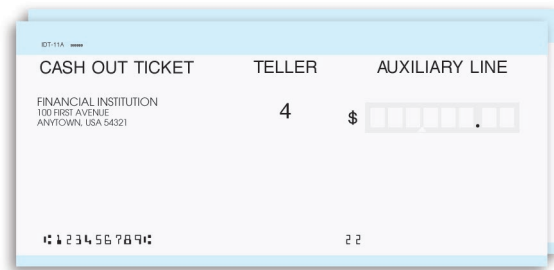 IDT-11A
CASH OUT TICKET TELLER AUXILIARY LINE
FINANCIAL INSTITUTION
100 FIRST AVENUE
ANYTOWN, USA 54321
4
$ .
⑆123456789⑆ 22